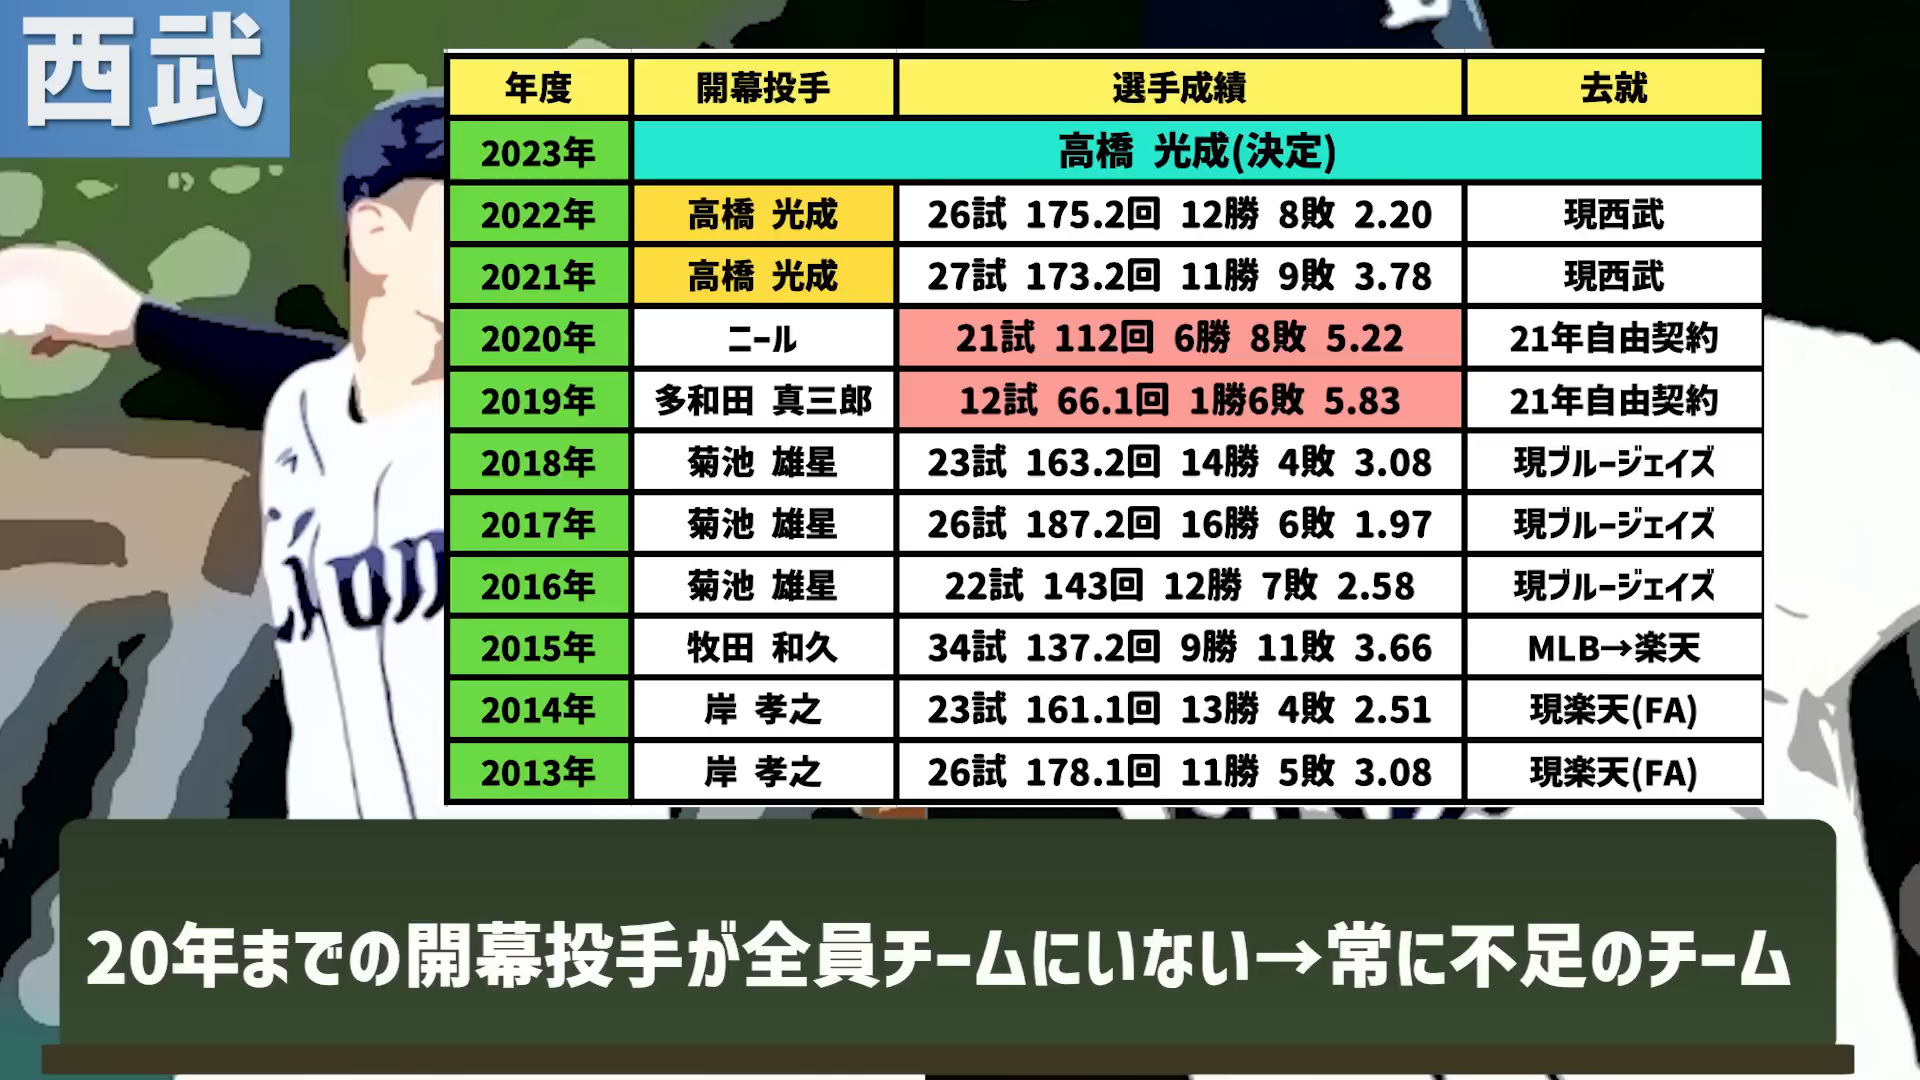 西武
年度 開幕投手 選手成績 去就
2023年 高橋 光成(決定)
2022年 高橋 光成 26試 175.2回 12勝 8敗 2.20 現西武
2021年 高橋 光成 27試 173.2回 11勝 9敗 3.78 現西武
2020年 ニール 21試 112回 6勝 8敗 5.22 21年自由契約
2019年 多和田 真三郎 12試 66.1回 1勝6敗 5.83 21年自由契約
2018年 菊池 雄星 23試 163.2回 14勝 4敗 3.08 現ブルージェイズ
2017年 菊池 雄星 26試 187.2回 16勝 6敗 1.97 現ブルージェイズ
2016年 菊池 雄星 22試 143回 12勝 7敗 2.58 現ブルージェイズ
2015年 牧田 和久 34試 137.2回 9勝 11敗 3.66 MLB→楽天
2014年 岸 孝之 23試 161.1回 13勝 4敗 2.51 現楽天(FA)
2013年 岸 孝之 26試 178.1回 11勝 5敗 3.08 現楽天(FA)
20年までの開幕投手が全員チームにいない→常に不足のチーム